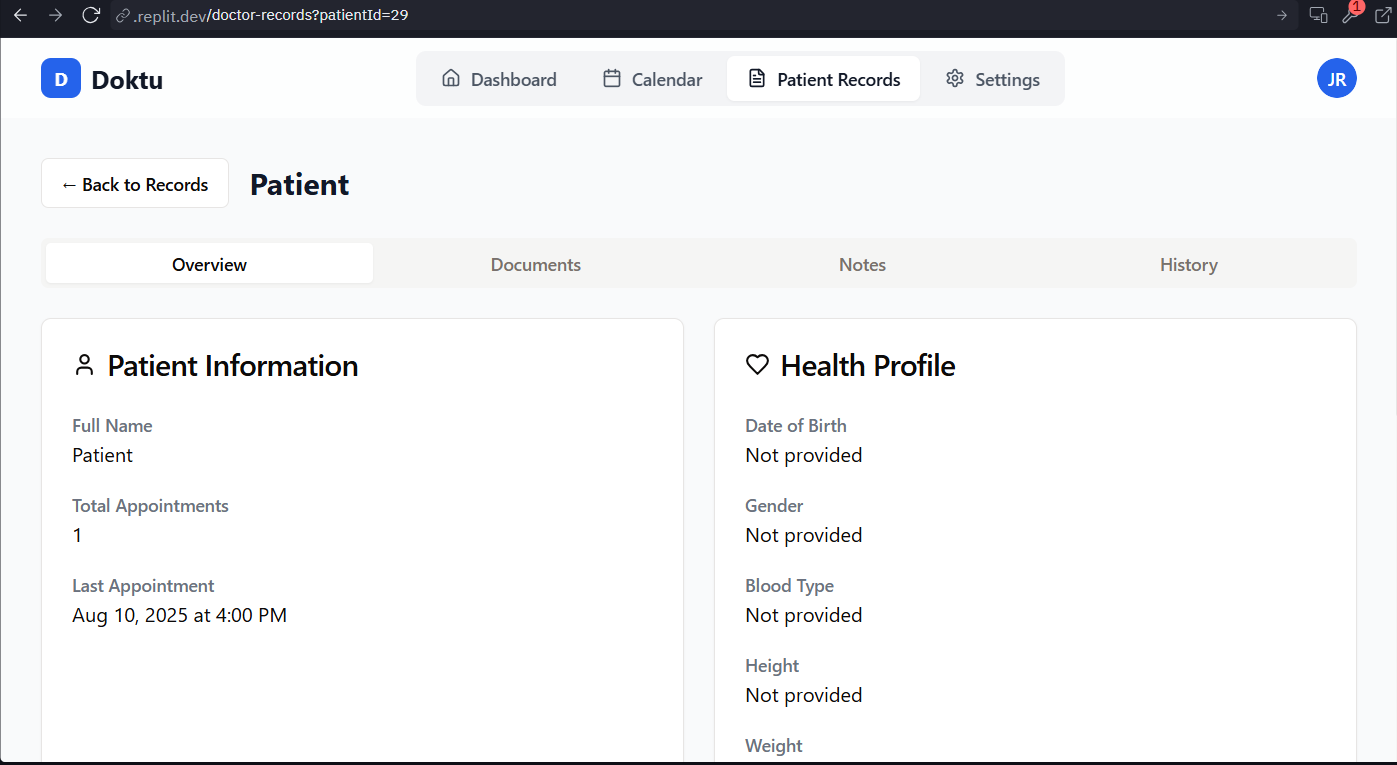 .replit.dev/doctor-records?patientId=29
1
D Doktu
Dashboard Calendar Patient Records Settings
JR
← Back to Records
Patient
Overview Documents Notes History
Patient Information
Full Name
Patient
Total Appointments
1
Last Appointment
Aug 10, 2025 at 4:00 PM
Health Profile
Date of Birth
Not provided
Gender
Not provided
Blood Type
Not provided
Height
Not provided
Weight